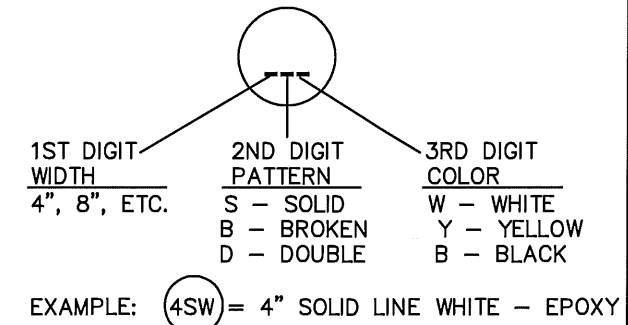 1ST DIGIT 2ND DIGIT 3RD DIGIT
WIDTH PATTERN COLOR
4", 8", ETC. S – SOLID W – WHITE
B – BROKEN Y – YELLOW
D – DOUBLE B – BLACK
EXAMPLE: 4SW = 4" SOLID LINE WHITE – EPOXY